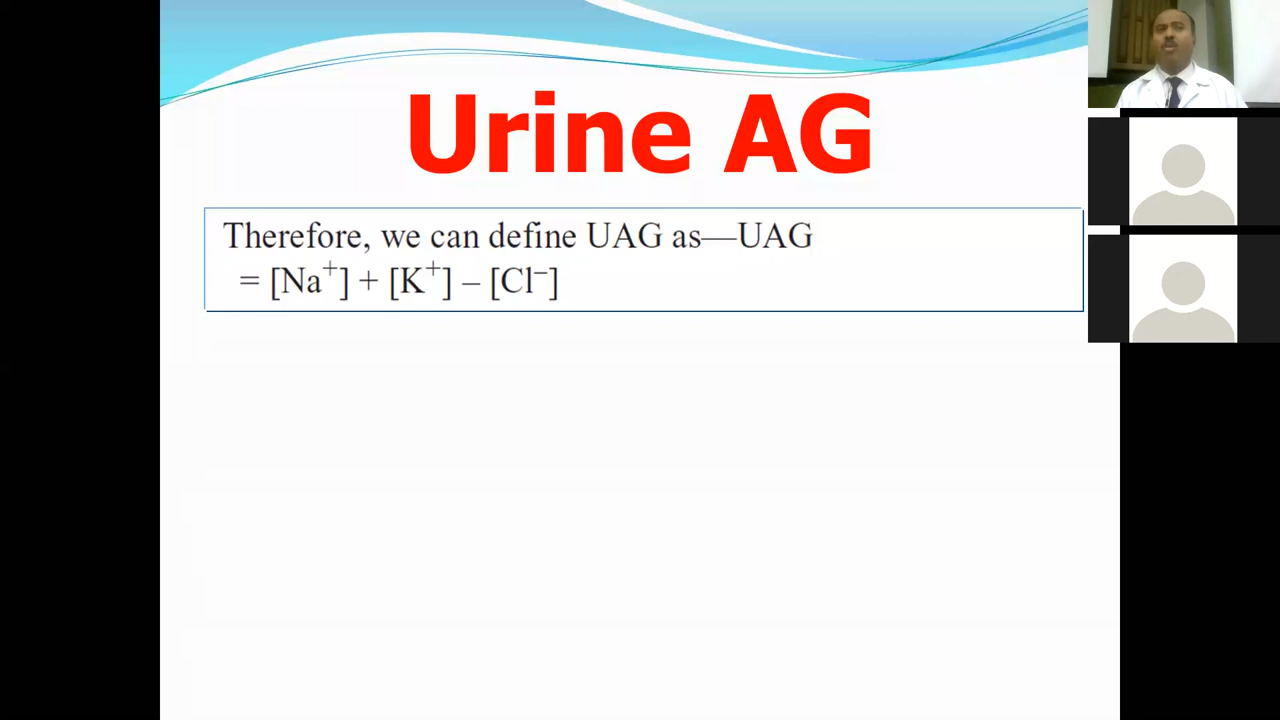 Urine AG
Therefore, we can define UAG as—UAG
= [Na⁺] + [K⁺] – [Cl⁻]